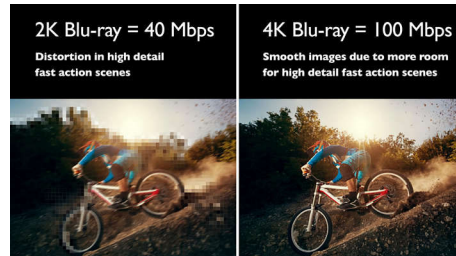 2K Blu-ray = 40 Mbps
Distortion in high detail
fast action scenes
4K Blu-ray = 100 Mbps
Smooth images due to more room
for high detail fast action scenes